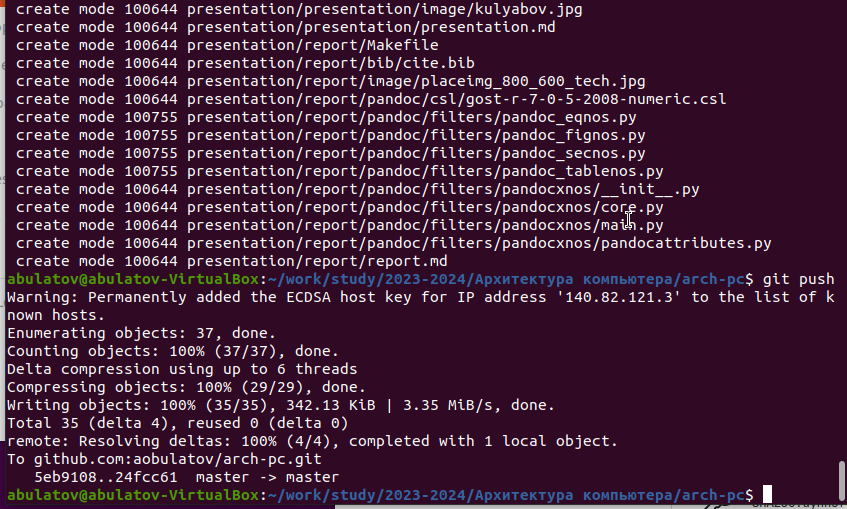 create mode 100644 presentation/presentation/image/kulyabov.jpg
create mode 100644 presentation/presentation/presentation.md
create mode 100644 presentation/report/Makefile
create mode 100644 presentation/report/bib/cite.bib
create mode 100644 presentation/report/image/placeimg_800_600_tech.jpg
create mode 100644 presentation/report/pandoc/csl/gost-r-7-0-5-2008-numeric.csl
create mode 100755 presentation/report/pandoc/filters/pandoc_eqnos.py
create mode 100755 presentation/report/pandoc/filters/pandoc_fignos.py
create mode 100755 presentation/report/pandoc/filters/pandoc_secnos.py
create mode 100755 presentation/report/pandoc/filters/pandoc_tablenos.py
create mode 100644 presentation/report/pandoc/filters/pandocxnos/__init__.py
create mode 100644 presentation/report/pandoc/filters/pandocxnos/core.py
create mode 100644 presentation/report/pandoc/filters/pandocxnos/main.py
create mode 100644 presentation/report/pandoc/filters/pandocxnos/pandocattributes.py
create mode 100644 presentation/report/report.md
abulatov@abulatov-VirtualBox:~/work/study/2023-2024/Архитектура компьютера/arch-pc$ git push
Warning: Permanently added the ECDSA host key for IP address '140.82.121.3' to the list of k
nown hosts.
Enumerating objects: 37, done.
Counting objects: 100% (37/37), done.
Delta compression using up to 6 threads
Compressing objects: 100% (29/29), done.
Writing objects: 100% (35/35), 342.13 KiB | 3.35 MiB/s, done.
Total 35 (delta 4), reused 0 (delta 0)
remote: Resolving deltas: 100% (4/4), completed with 1 local object.
To github.com:aobulatov/arch-pc.git
5eb9108..24fcc61 master -> master
abulatov@abulatov-VirtualBox:~/work/study/2023-2024/Архитектура компьютера/arch-pc$